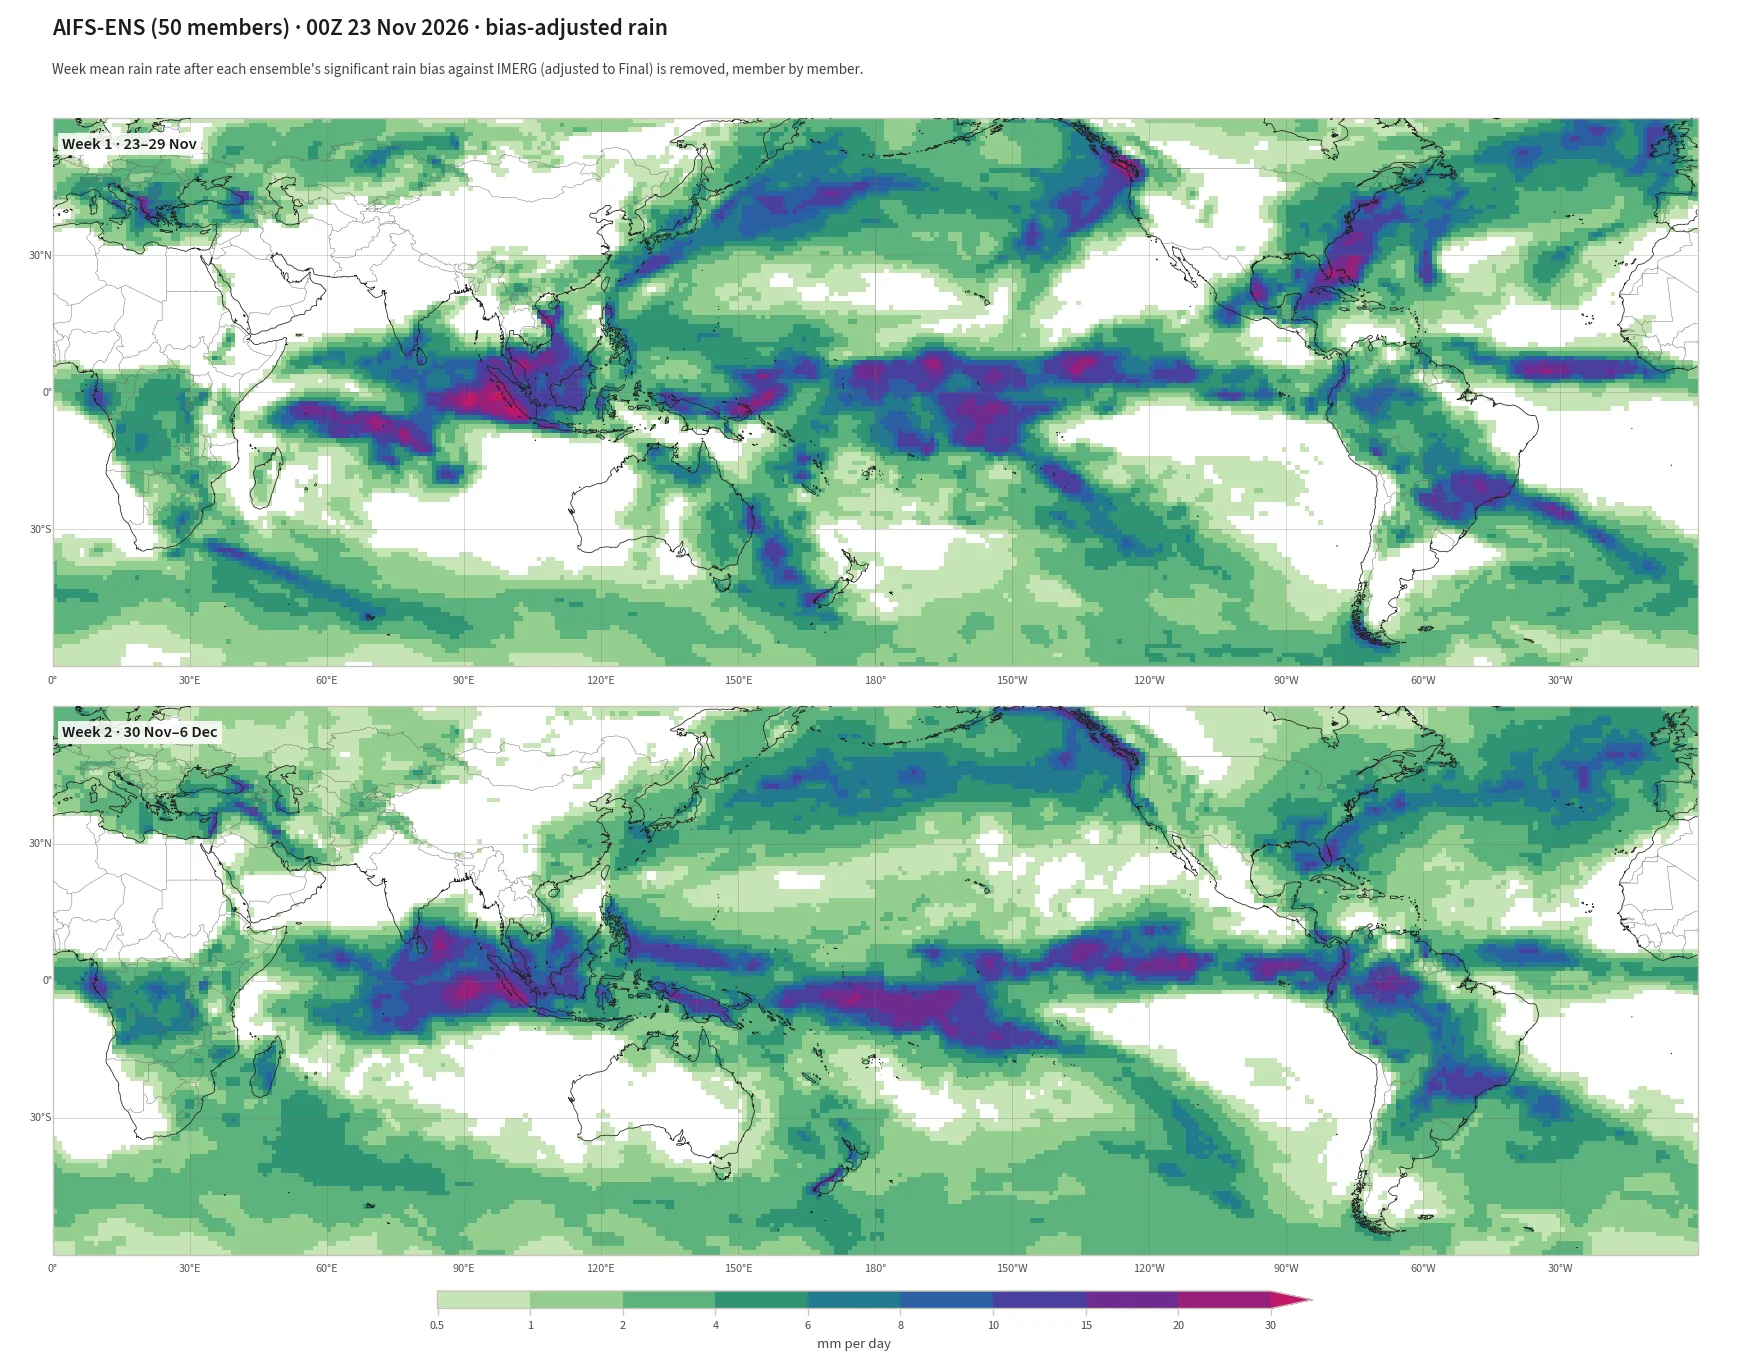 AIFS-ENS (50 members) · 00Z 23 Nov 2026 · bias-adjusted rain
Week mean rain rate after each ensemble's significant rain bias against IMERG (adjusted to Final) is removed, member by member.
Week 1 · 23–29 Nov
30°N
0°
30°S
0° 30°E 60°E 90°E 120°E 150°E 180° 150°W 120°W 90°W 60°W 30°W
Week 2 · 30 Nov–6 Dec
30°N
0°
30°S
0° 30°E 60°E 90°E 120°E 150°E 180° 150°W 120°W 90°W 60°W 30°W
0.5 1 2 4 6 8 10 15 20 30
mm per day